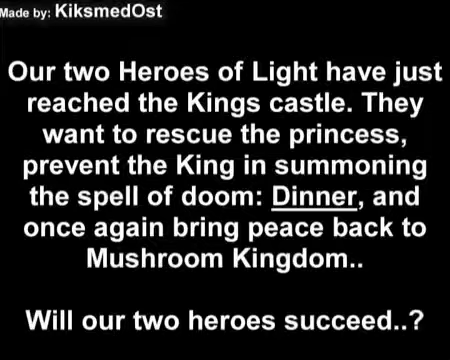 Made by: KiksmedOst
Our two Heroes of Light have just
reached the Kings castle. They
want to rescue the princess,
prevent the King in summoning
the spell of doom: Dinner, and
once again bring peace back to
Mushroom Kingdom..
Will our two heroes succeed..?